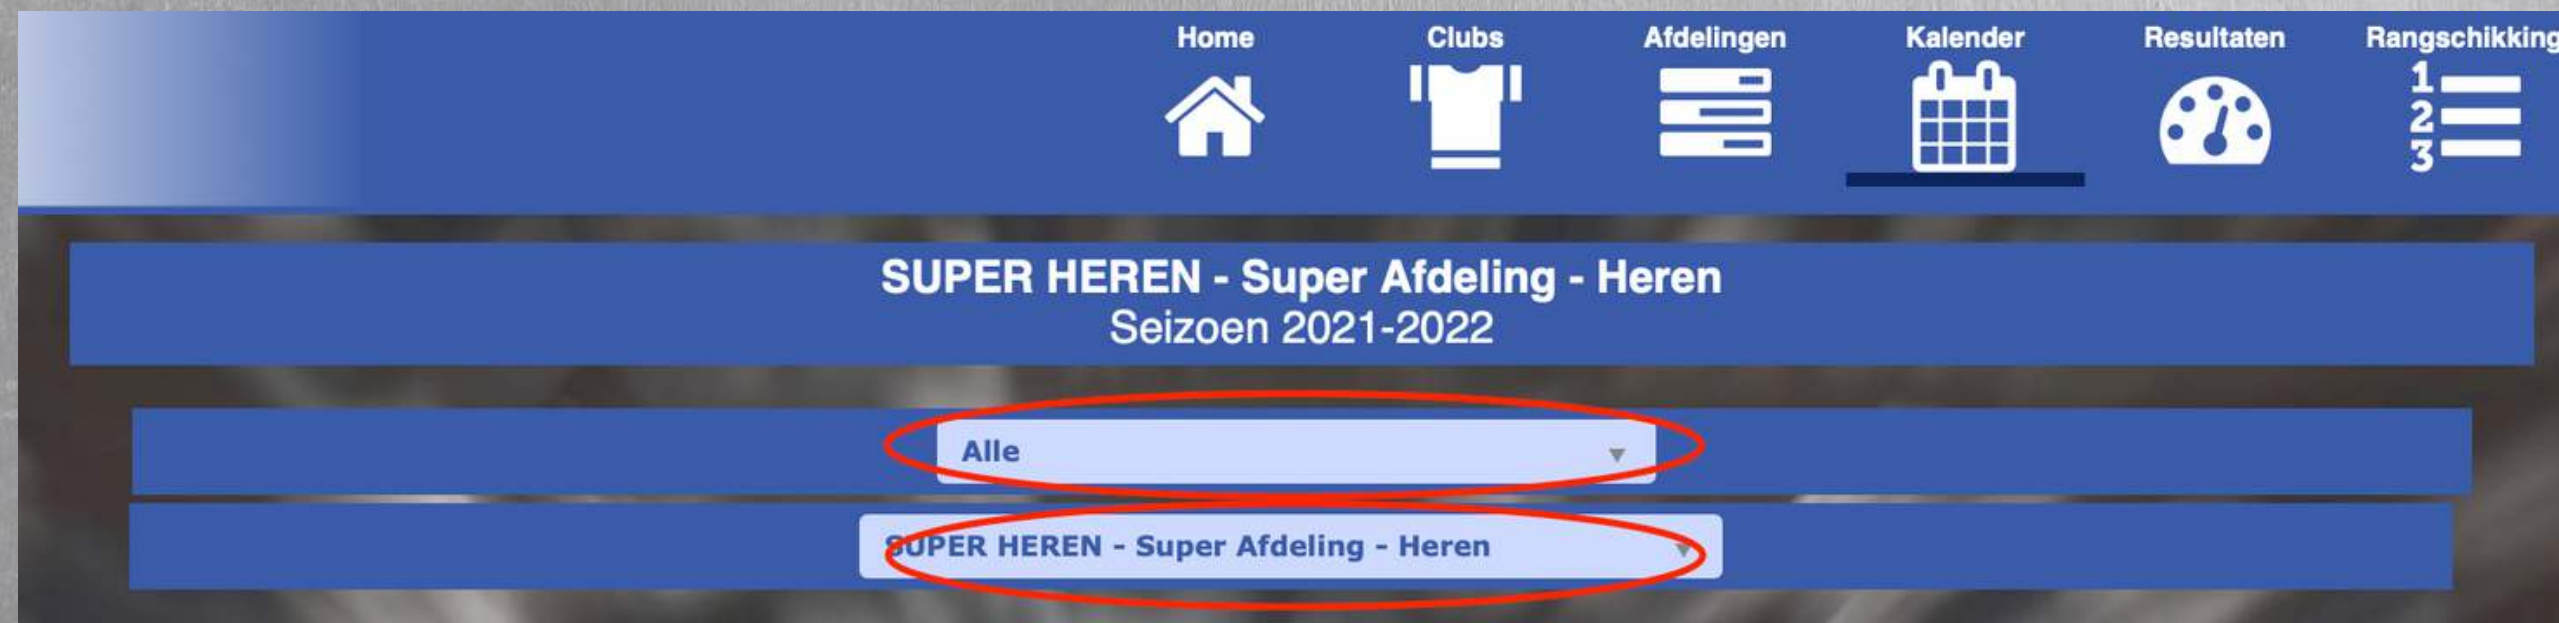 Home Clubs Afdelingen Kalender Resultaten Rangschikking
1
2
3
SUPER HEREN - Super Afdeling - Heren
Seizoen 2021-2022
Alle
SUPER HEREN - Super Afdeling - Heren